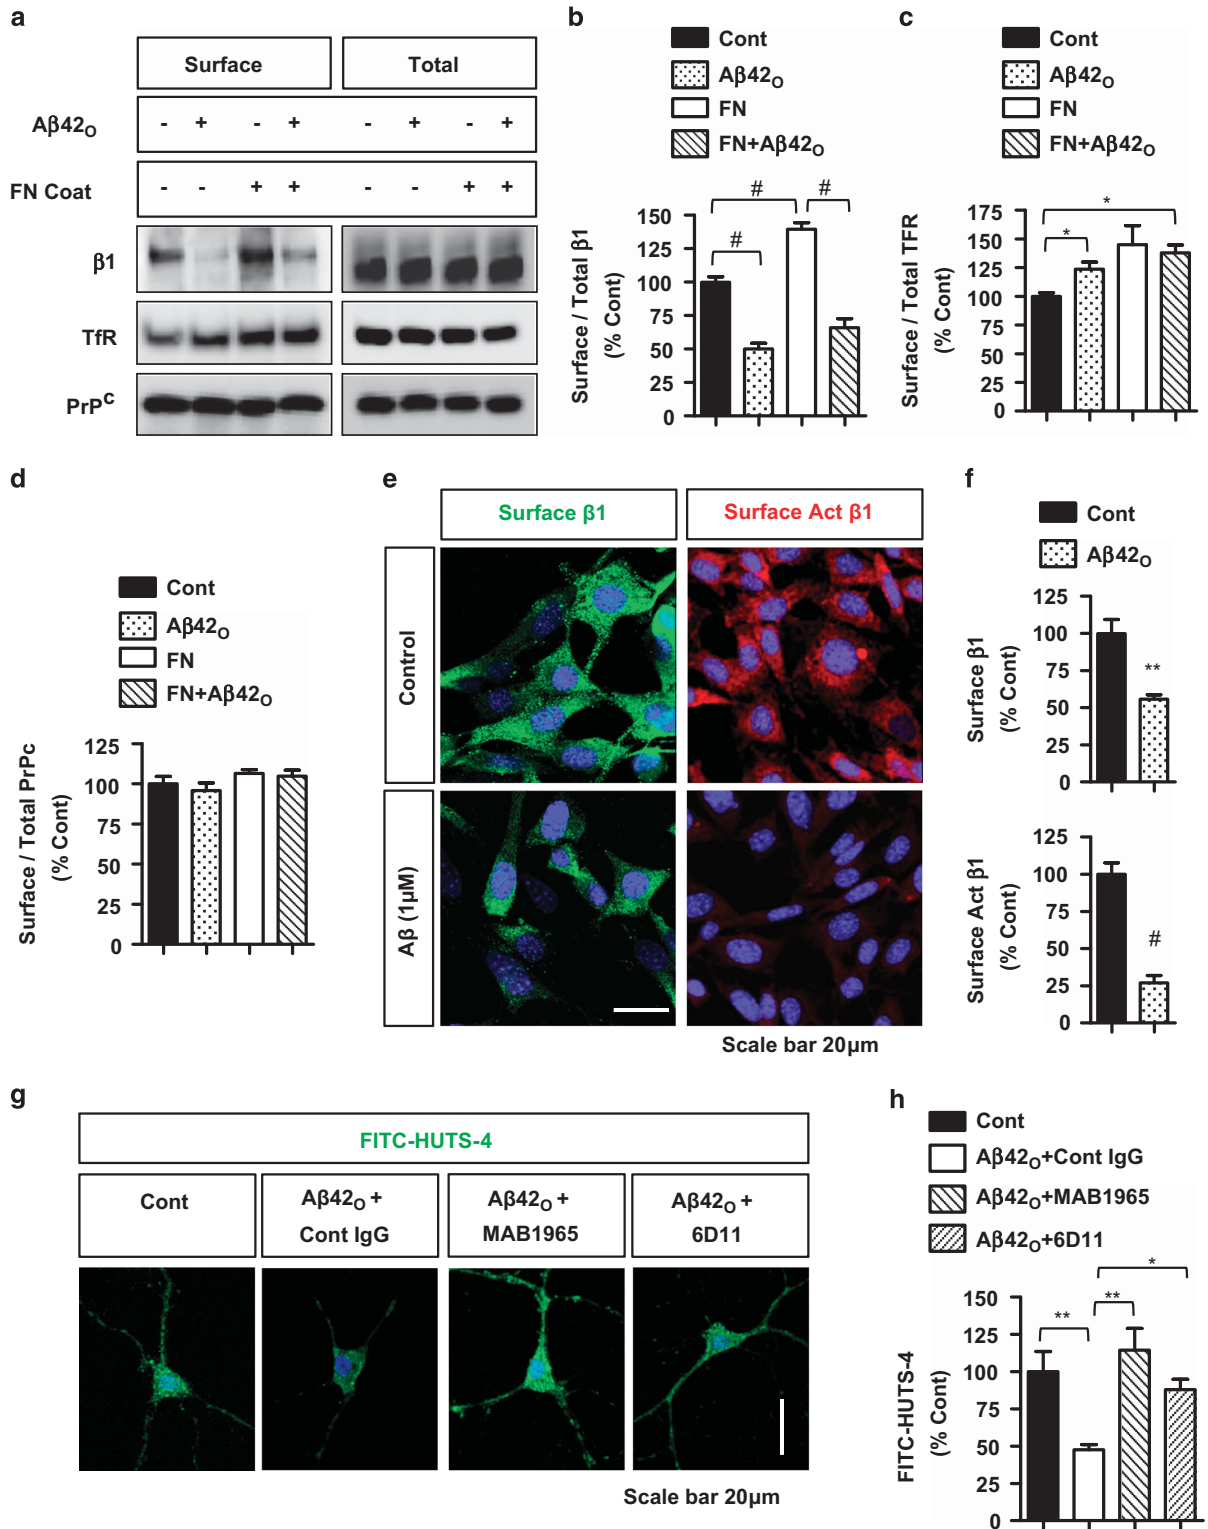 a
Surface Total
Aβ42O - + - + - + - +
FN Coat - - + + - - + +
β1
TfR
PrPc
b
Cont
Aβ42O
FN
FN+Aβ42O
Surface / Total β1
(% Cont)
150
125
100
75
50
25
0
# # #
c
Cont
Aβ42O
FN
FN+Aβ42O
Surface / Total TFR
(% Cont)
175
150
125
100
75
50
25
0
* *
d
Cont
Aβ42O
FN
FN+Aβ42O
Surface / Total PrPc
(% Cont)
125
100
75
50
25
0
e
Surface β1 Surface Act β1
Control
Aβ (1μM)
Scale bar 20μm
f
Cont
Aβ42O
Surface β1
(% Cont)
125
100
75
50
25
0
**
Surface Act β1
(% Cont)
125
100
75
50
25
0
#
g
FITC-HUTS-4
Cont
Aβ42O +
Cont IgG
Aβ42O +
MAB1965
Aβ42O +
6D11
Scale bar 20μm
h
Cont
Aβ42O+Cont IgG
Aβ42O+MAB1965
Aβ42O+6D11
FITC-HUTS-4
(% Cont)
150
125
100
75
50
25
0
** ** *